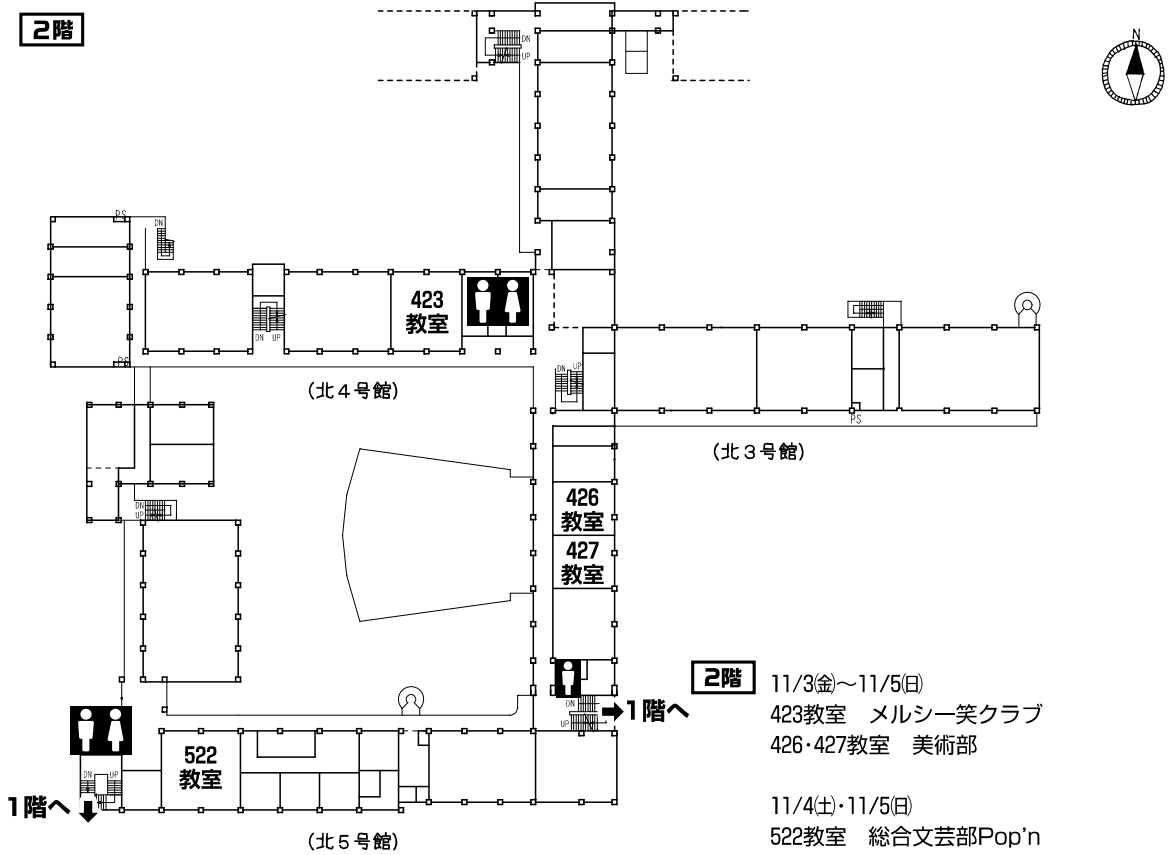 2階
N
DN
UP
PS
DN
423
教室
DN UP
PS
(北4号館)
DN UP
PS
(北3号館)
426
教室
427
教室
DN
UP
2階
11/3㈮〜11/5㈰
423教室　メルシー笑クラブ
426・427教室　美術部
DN
1階へ
UP
522
教室
DN UP
1階へ
11/4㈯・11/5㈰
522教室　総合文芸部Pop'n
(北5号館)